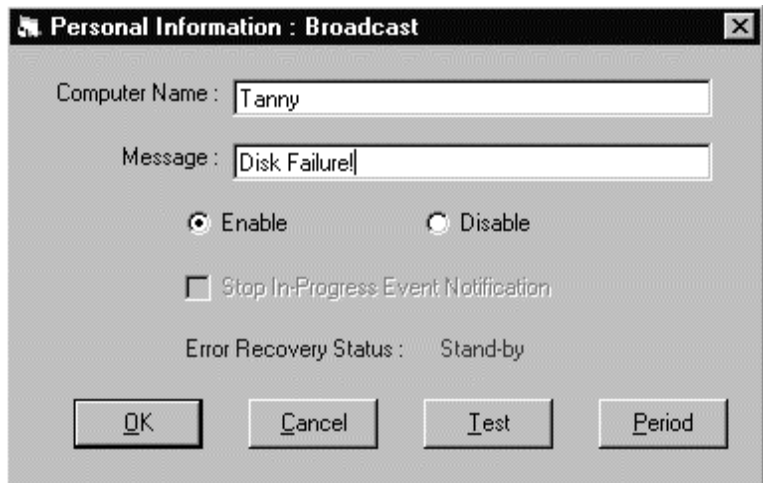 Personal Information : Broadcast
Computer Name : Tanny
Message : Disk Failure!
Enable Disable
Stop In-Progress Event Notification
Error Recovery Status : Stand-by
OK Cancel Test Period